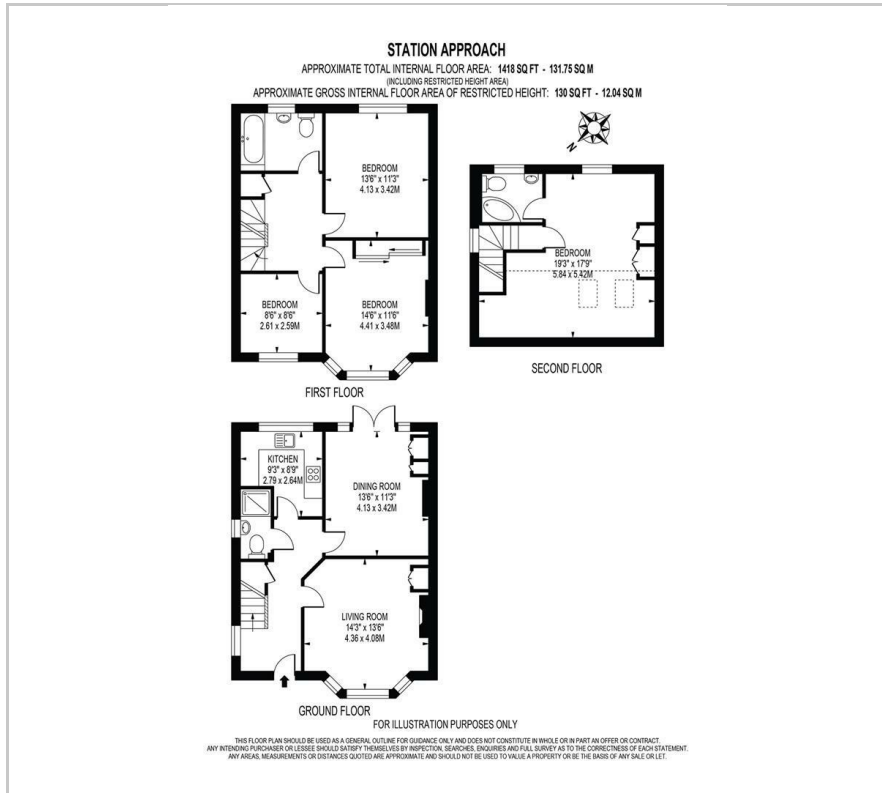 STATION APPROACH
APPROXIMATE TOTAL INTERNAL FLOOR AREA: 1418 SQ FT - 131.75 SQ M
(INCLUDING RESTRICTED HEIGHT AREA)
APPROXIMATE GROSS INTERNAL FLOOR AREA OF RESTRICTED HEIGHT: 130 SQ FT - 12.04 SQ M
N
BEDROOM
13'6" x 11'3"
4.13 x 3.42M
BEDROOM
8'6" x 8'6"
2.61 x 2.59M
BEDROOM
14'6" x 11'6"
4.41 x 3.48M
FIRST FLOOR
BEDROOM
19'3" x 17'9"
5.84 x 5.42M
SECOND FLOOR
KITCHEN
9'3" x 8'9"
2.79 x 2.64M
DINING ROOM
13'6" x 11'3"
4.13 x 3.42M
LIVING ROOM
14'3" x 13'6"
4.36 x 4.08M
GROUND FLOOR
FOR ILLUSTRATION PURPOSES ONLY
THIS FLOOR PLAN SHOULD BE USED AS A GENERAL OUTLINE FOR GUIDANCE ONLY AND DOES NOT CONSTITUTE IN WHOLE OR IN PART AN OFFER OR CONTRACT.
ANY INTENDING PURCHASER OR LESSEE SHOULD SATISFY THEMSELVES BY INSPECTION, SEARCHES, ENQUIRIES AND FULL SURVEY AS TO THE CORRECTNESS OF EACH STATEMENT.
ANY AREAS, MEASUREMENTS OR DISTANCES QUOTED ARE APPROXIMATE AND SHOULD NOT BE USED TO VALUE A PROPERTY OR BE THE BASIS OF ANY SALE OR LET.